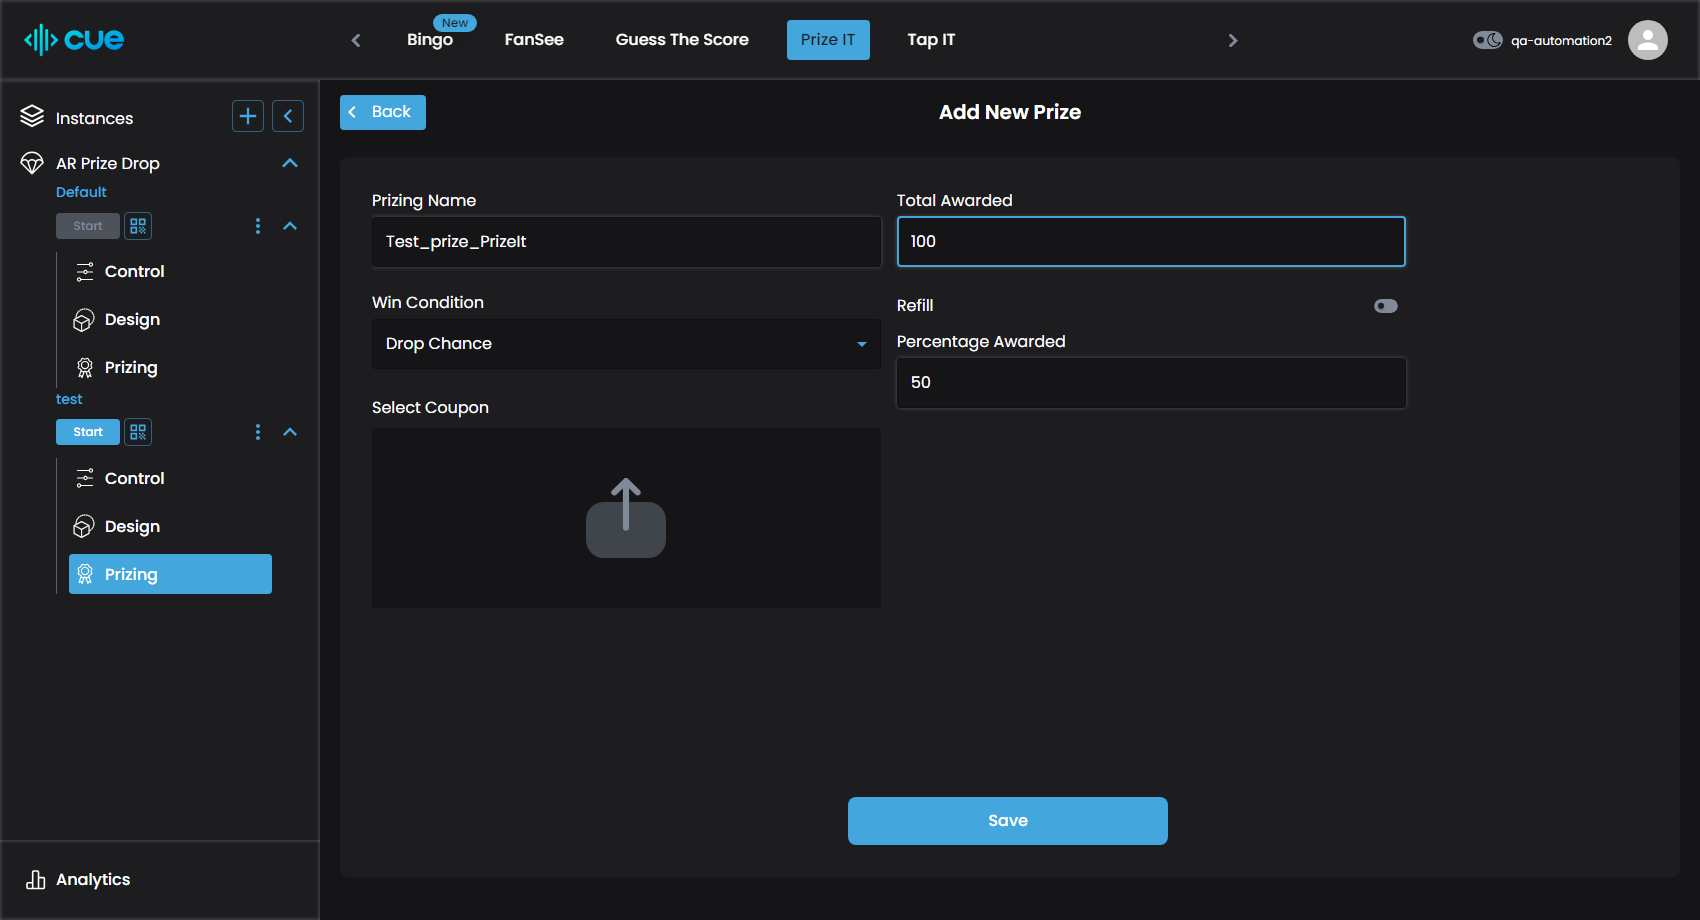 cue
New
Bingo
FanSee
Guess The Score
Prize IT
Tap IT
qa-automation2
Instances
AR Prize Drop
Default
Start
Control
Design
Prizing
test
Start
Control
Design
Prizing
Analytics
Back
Add New Prize
Prizing Name
Test_prize_PrizeIt
Total Awarded
100
Win Condition
Drop Chance
Refill
Percentage Awarded
50
Select Coupon
Save